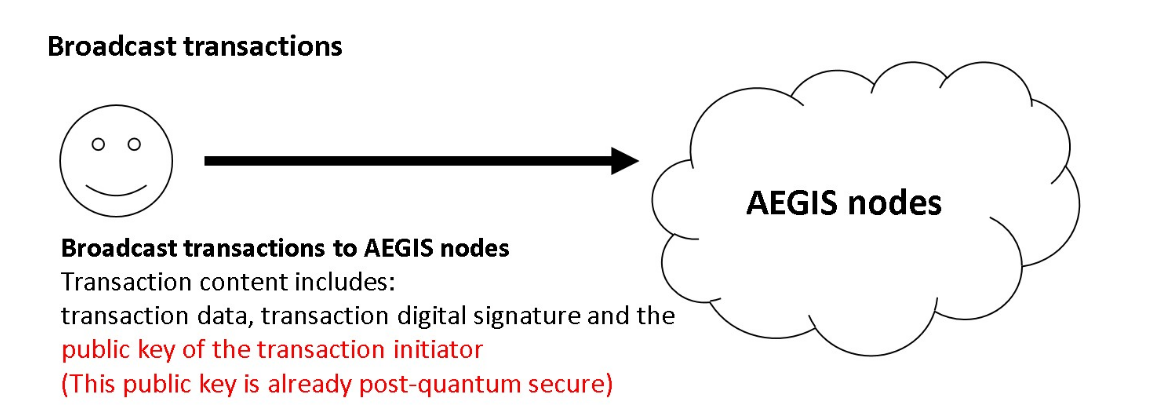 Broadcast transactions
AEGIS nodes
Broadcast transactions to AEGIS nodes
Transaction content includes:
transaction data, transaction digital signature and the
public key of the transaction initiator
(This public key is already post-quantum secure)